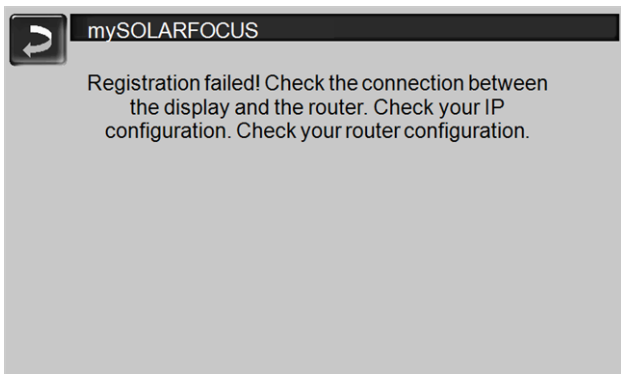 mySOLARFOCUS
Registration failed! Check the connection between
the display and the router. Check your IP
configuration. Check your router configuration.